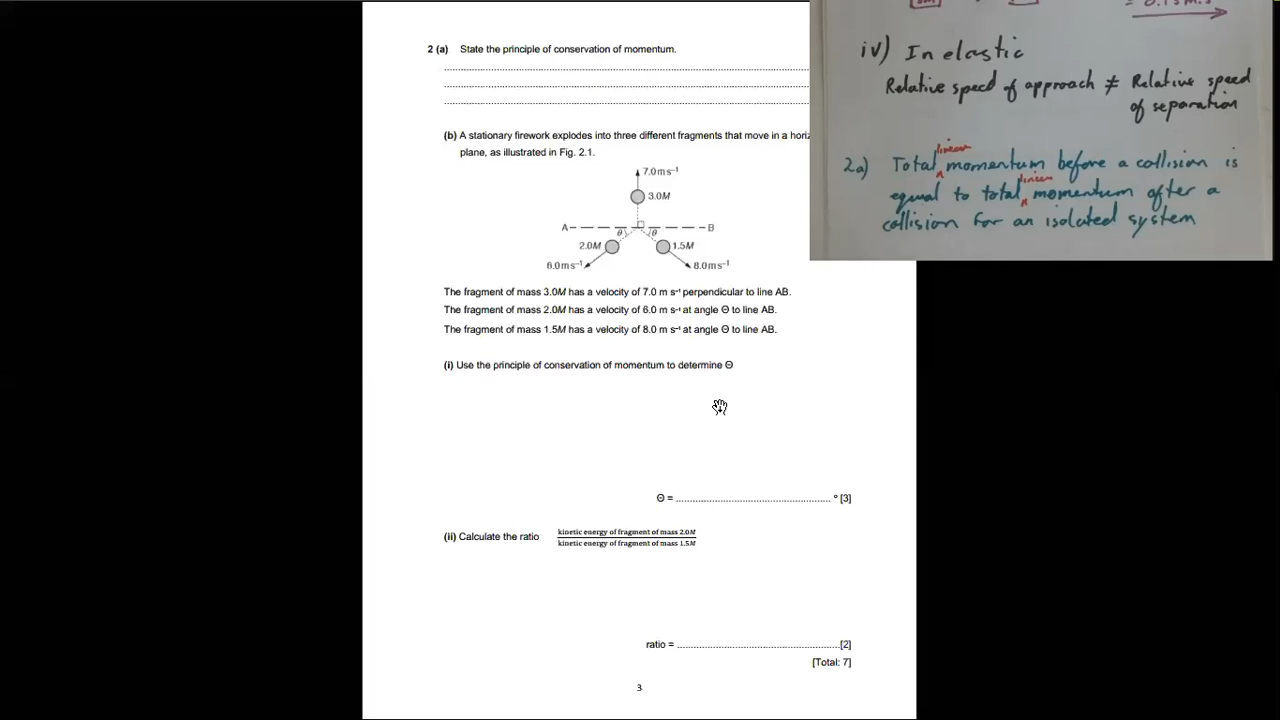 2 (a) State the principle of conservation of momentum.
(b) A stationary firework explodes into three different fragments that move in a
plane, as illustrated in Fig. 2.1.
7.0 m s⁻¹
3.0M
A
B
θ
θ
2.0M
1.5M
6.0 m s⁻¹
8.0 m s⁻¹
The fragment of mass 3.0M has a velocity of 7.0 m s⁻¹ perpendicular to line AB.
The fragment of mass 2.0M has a velocity of 6.0 m s⁻¹ at angle Θ to line AB.
The fragment of mass 1.5M has a velocity of 8.0 m s⁻¹ at angle Θ to line AB.
(i) Use the principle of conservation of momentum to determine Θ
Θ = .................................................... ° [3]
(ii) Calculate the ratio
kinetic energy of fragment of mass 2.0M
kinetic energy of fragment of mass 1.5M
ratio = ......................................................[2]
[Total: 7]
3
iv) In elastic
Relative speed of approach ≠ Relative speed
of separation
2a) Total linear momentum before a collision is
equal to total linear momentum after a
collision for an isolated system